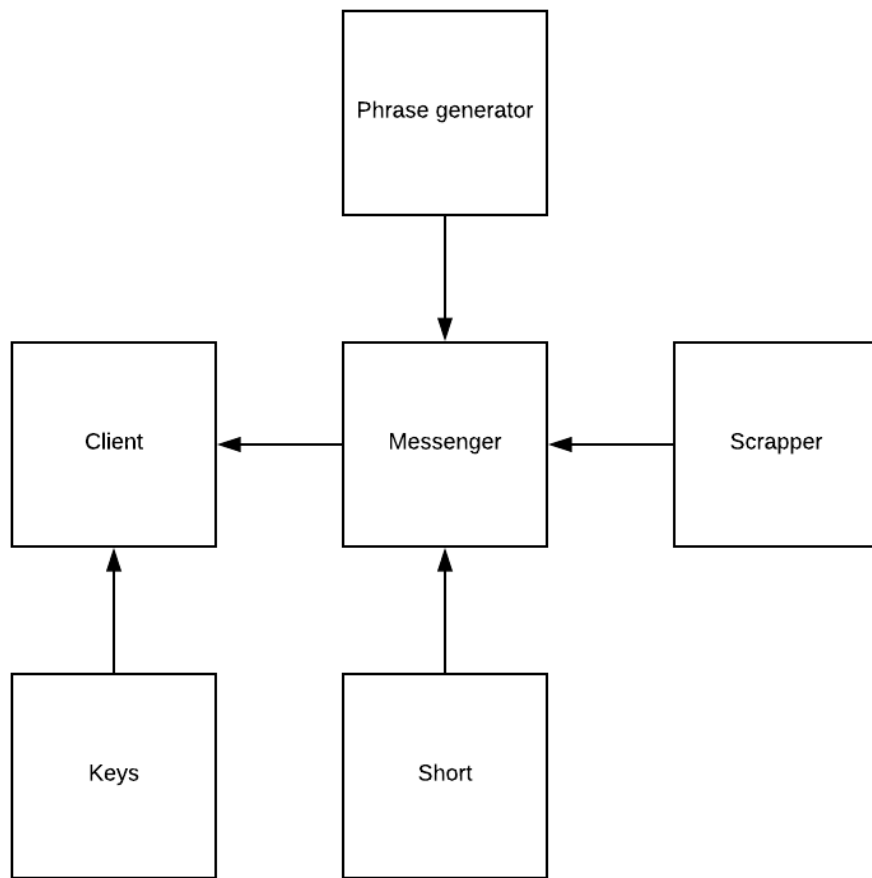 Phrase generator
Client
Messenger
Scrapper
Keys
Short